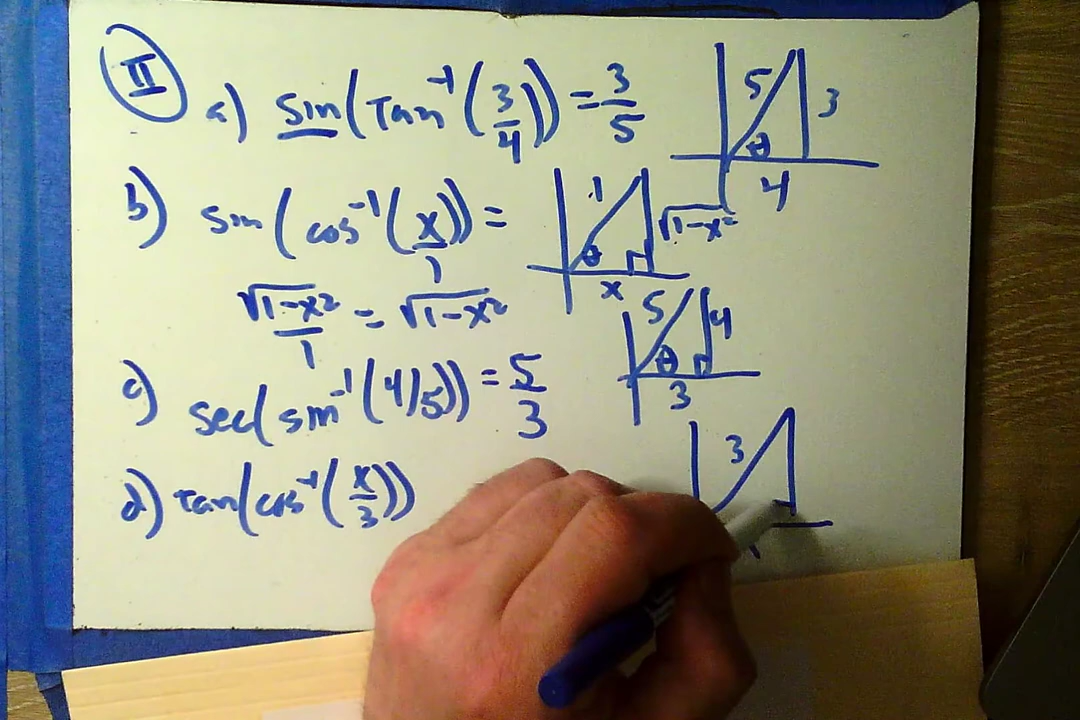 II
a) sin(Tan⁻¹(3/4)) = 3/5
5 3
θ
4
b) sin(cos⁻¹(x/1)) =
1 √1-x²
θ
x
√1-x²/1 = √1-x²
c) sec(sin⁻¹(4/5)) = 5/3
5 4
θ
3
d) tan(cos⁻¹(x/3))
3